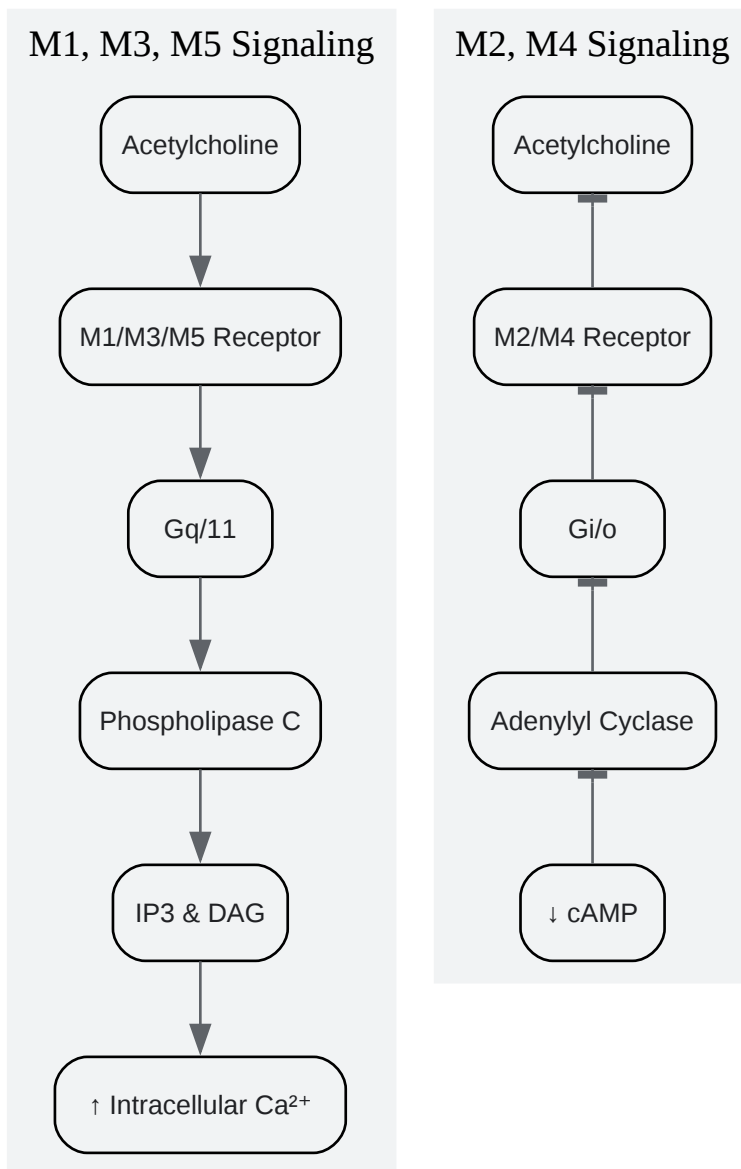 M1, M3, M5 Signaling
Acetylcholine
M1/M3/M5 Receptor
Gq/11
Phospholipase C
IP3 & DAG
↑ Intracellular Ca²⁺
M2, M4 Signaling
Acetylcholine
M2/M4 Receptor
Gi/o
Adenylyl Cyclase
↓ cAMP